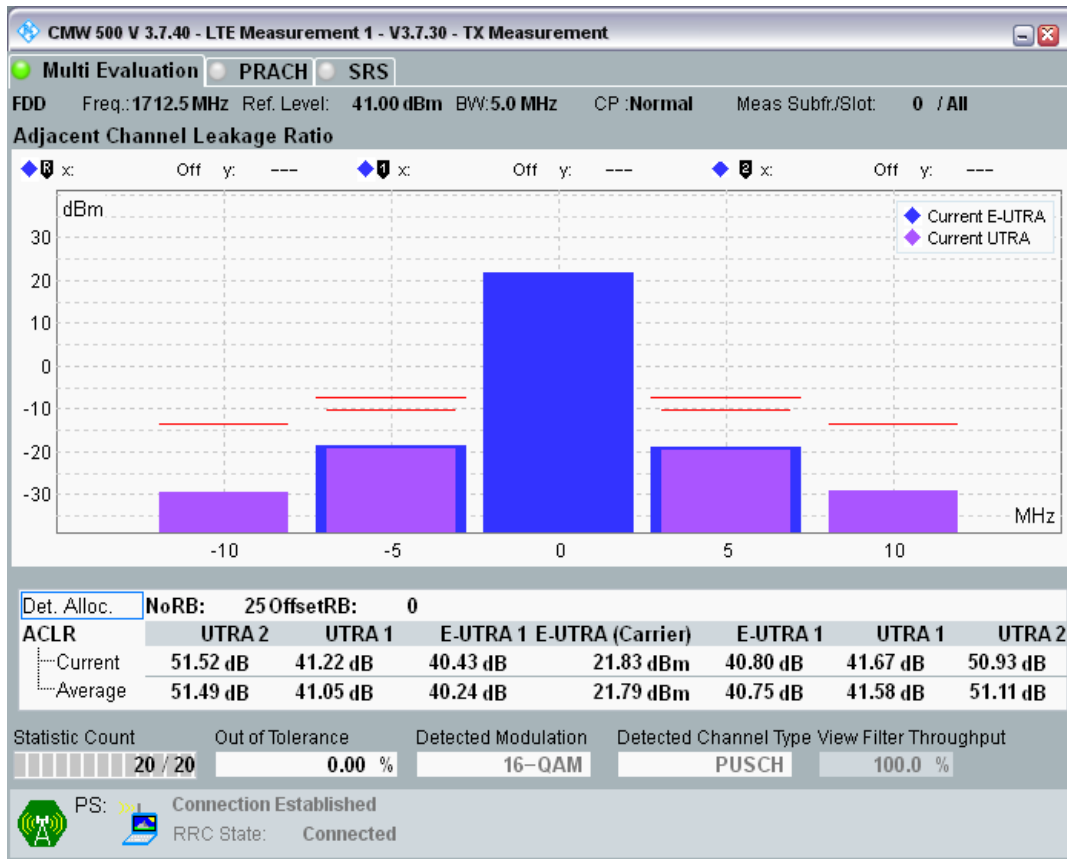 CMW 500 V 3.7.40 - LTE Measurement 1 - V3.7.30 - TX Measurement
Multi Evaluation PRACH SRS
FDD Freq.: 1712.5 MHz Ref. Level: 41.00 dBm BW: 5.0 MHz CP : Normal Meas Subfr./Slot: 0 / All
Adjacent Channel Leakage Ratio
R x: Off y: --- 1 x: Off y: --- 2 x: Off y: ---
dBm
Current E-UTRA
Current UTRA
30
20
10
0
-10
-20
-30
MHz
-10 -5 0 5 10
Det. Alloc. NoRB: 25 OffsetRB: 0
ACLR UTRA 2 UTRA 1 E-UTRA 1 E-UTRA (Carrier) E-UTRA 1 UTRA 1 UTRA 2
Current 51.52 dB 41.22 dB 40.43 dB 21.83 dBm 40.80 dB 41.67 dB 50.93 dB
Average 51.49 dB 41.05 dB 40.24 dB 21.79 dBm 40.75 dB 41.58 dB 51.11 dB
Statistic Count Out of Tolerance Detected Modulation Detected Channel Type View Filter Throughput
20 / 20 0.00 % 16-QAM PUSCH 100.0 %
PS: Connection Established
RRC State: Connected